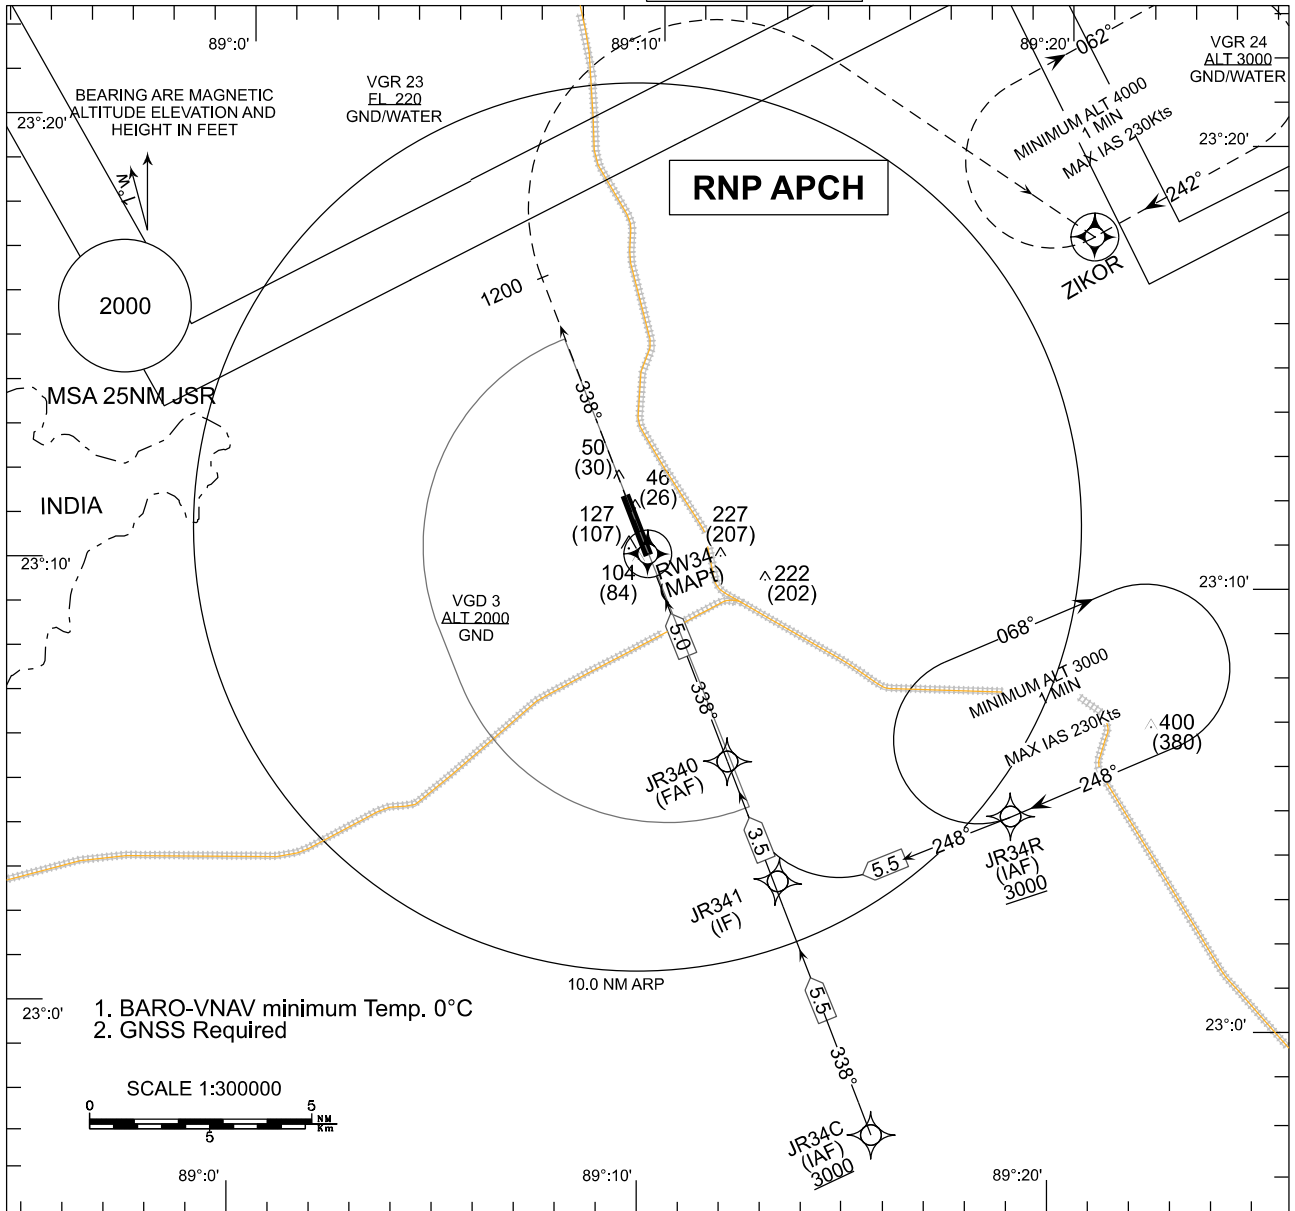 89°:0'
89°:10'
89°:20'
062°
VGR 24
ALT 3000
GND/WATER
VGR 23
FL 220
GND/WATER
BEARING ARE MAGNETIC
ALTITUDE ELEVATION AND
HEIGHT IN FEET
23°:20'
MINIMUM ALT 4000
1 MIN
MAX IAS 230Kts
23°:20'
1°W
RNP APCH
242°
ZIKOR
2000
1200
MSA 25NM JSR
338°
INDIA
50
(30)
46
(26)
127
(107)
227
(207)
23°:10'
104
(84)
RW34
(MAPt)
222
(202)
23°:10'
VGD 3
ALT 2000
GND
5.0
068°
338°
MINIMUM ALT 3000
1 MIN
MAX IAS 230Kts
400
(380)
JR340
(FAF)
248°
3.5
248°
5.5
JR34R
(IAF)
3000
JR341
(IF)
10.0 NM ARP
1. BARO-VNAV minimum Temp. 0°C
2. GNSS Required
23°:0'
5.5
23°:0'
338°
SCALE 1:300000
0
5
NM
Km
5
JR34C
(IAF)
3000
89°:0'
89°:10'
89°:20'